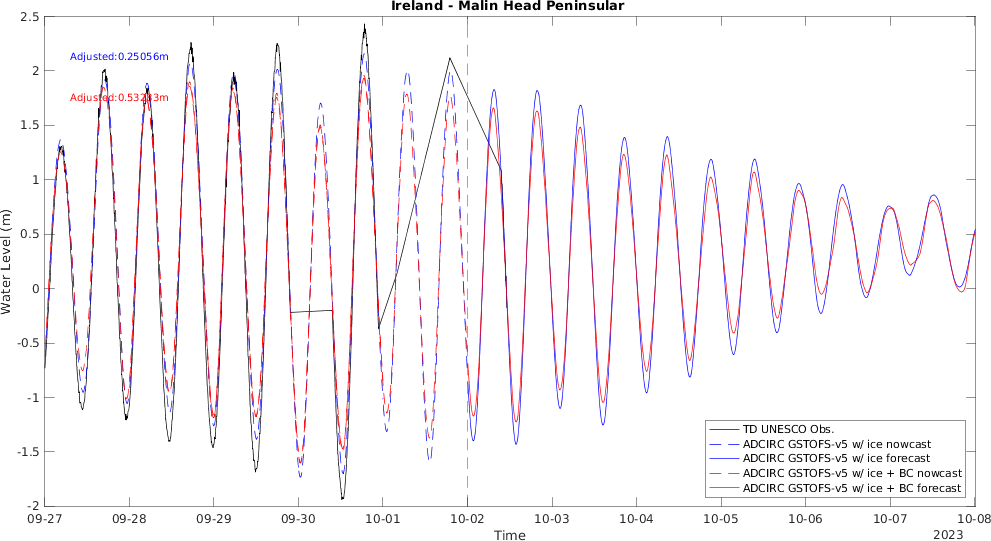 Ireland - Malin Head Peninsular
2.5
2
1.5
1
0.5
0
-0.5
-1
-1.5
-2
Water Level (m)
Adjusted:0.25056m
TD UNESCO Obs.
ADCIRC GSTOFS-v5 w/ ice nowcast
ADCIRC GSTOFS-v5 w/ ice forecast
ADCIRC GSTOFS-v5 w/ice + BC nowcast
ADCIRC GSTOFS-v5 w/ice + BC forecast
09-27 09-28 09-29 09-30 10-01 10-02 10-03 10-04 10-05 10-06 10-07 10-08
Time
2023